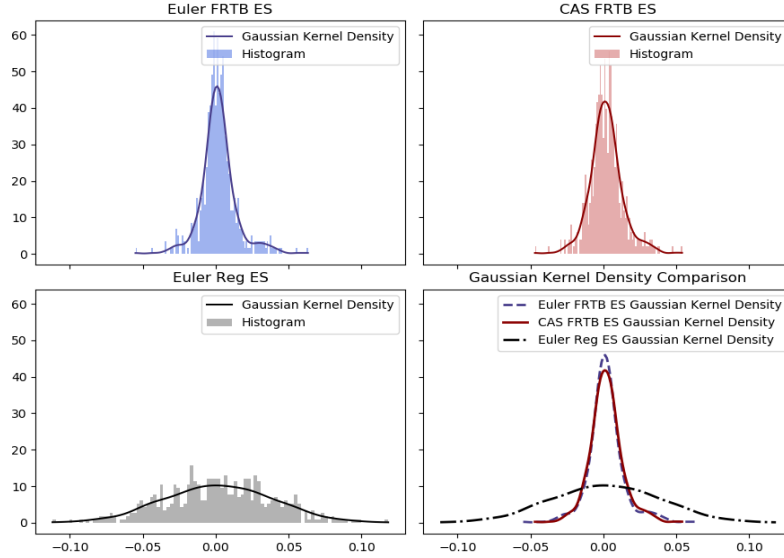 Euler FRTB ES
CAS FRTB ES
60
50
40
30
20
10
0
Gaussian Kernel Density
Histogram
Gaussian Kernel Density
Histogram
Euler Reg ES
Gaussian Kernel Density Comparison
60
50
40
30
20
10
0
Gaussian Kernel Density
Histogram
Euler FRTB ES Gaussian Kernel Density
CAS FRTB ES Gaussian Kernel Density
Euler Reg ES Gaussian Kernel Density
−0.10 −0.05 0.00 0.05 0.10
−0.10 −0.05 0.00 0.05 0.10